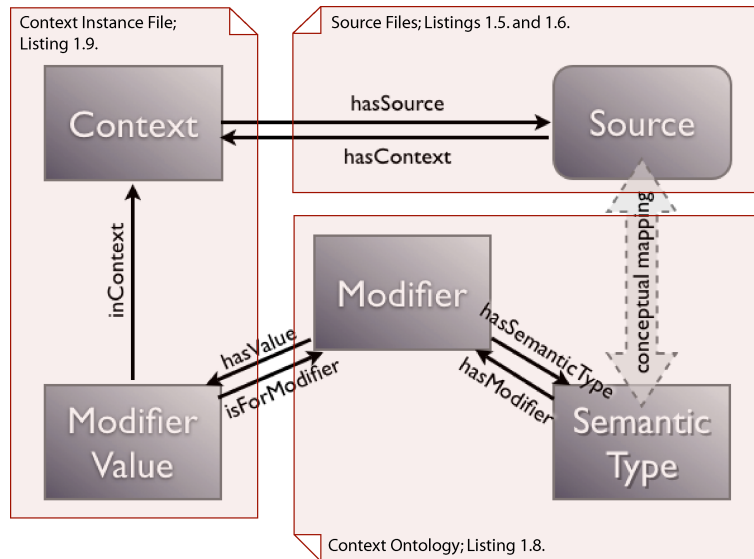 Context Instance File;
Listing 1.9.
Source Files; Listings 1.5. and 1.6.
Context
hasSource
hasContext
Source
inContext
Modifier
conceptual mapping
hasValue
isForModifier
hasSemanticType
hasModifier
Modifier
Value
Semantic
Type
Context Ontology; Listing 1.8.